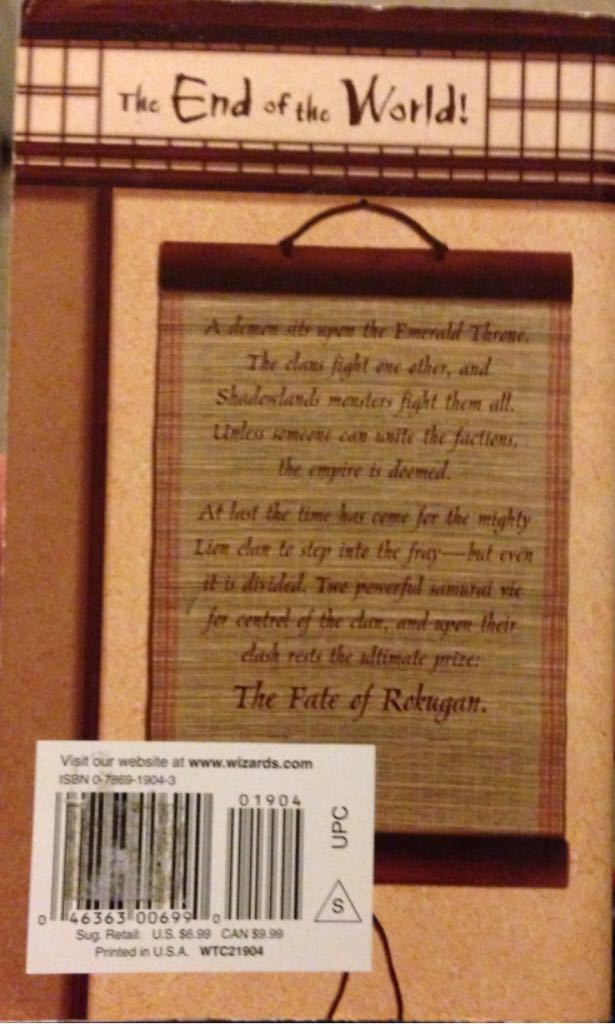 The End of the World!
A demon sits upon the Emerald Throne.
The clans fight one other, and
Shadowlands monsters fight them all.
Unless someone can unite the factions,
the empire is doomed.
At last the time has come for the mighty
Lion clan to step into the fray—but even
it is divided. Two powerful samurai vie
for control of the clan, and upon their
clash rests the ultimate prize:
The Fate of Rokugan.
Visit our website at www.wizards.com
ISBN 0-7869-1904-3
01904
UPC
S
0 46363 00699 0
Sug. Retail: U.S. $6.99 CAN $9.99
Printed in U.S.A. WTC21904